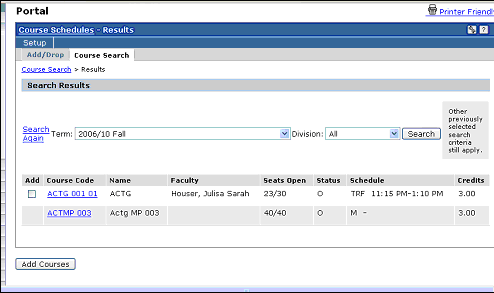 Portal
Printer Friendl
Course Schedules - Results
?
Setup
Add/Drop Course Search
Course Search > Results
Search Results
Search Again Term: 2006/10 Fall Division: All Search
Other
previously
selected
search
criteria
still apply.
Add Course Code Name Faculty Seats Open Status Schedule Credits
ACTG 001 01 ACTG Houser, Julisa Sarah 23/30 O TRF 11:15 PM-1:10 PM 3.00
ACTMP 003 Actg MP 003 40/40 O M - 3.00
Add Courses